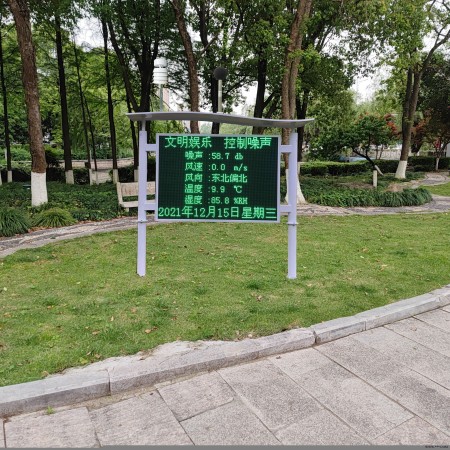 文明娱乐 控制噪声
噪声:58.7 db
风速:0.0 m/s
风向:东北偏北
温度:9.9 ℃
湿度:85.8 %RH
2021年12月15日星期三